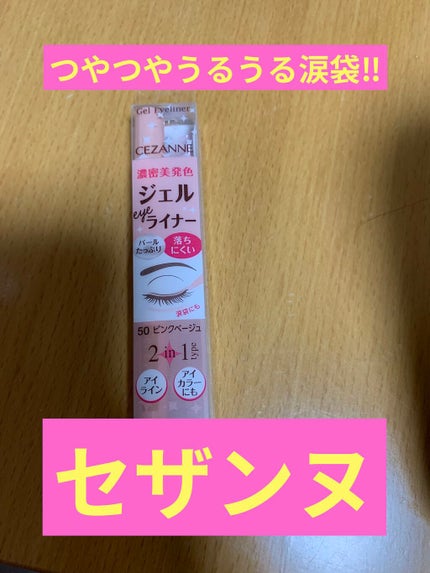 つやつやうるうる涙袋!!
Gel Eyeliner
CEZANNE
濃密美発色
ジェル
eye
ライナー
パール
たっぷり
落ち
にくい
涙袋にも
50 ピンクベージュ
2 in 1 type
アイ
ライン
アイ
カラー
にも
セザンヌ